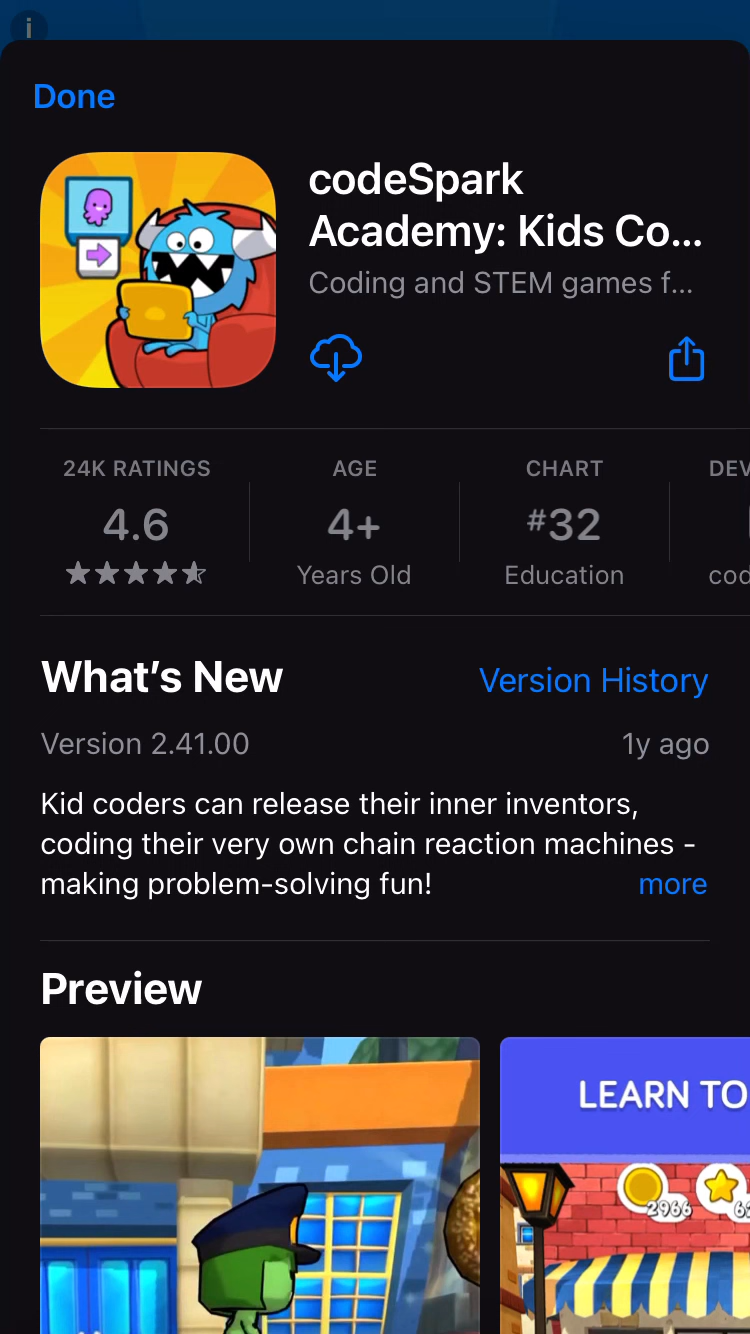 i
Done
codeSpark
Academy: Kids Co...
Coding and STEM games f...
24K RATINGS
AGE
CHART
DEV
4.6
4+
#32
Years Old
Education
cod
What's New
Version History
Version 2.41.00
1y ago
Kid coders can release their inner inventors,
coding their very own chain reaction machines -
making problem-solving fun!
more
Preview
LEARN TO
2966